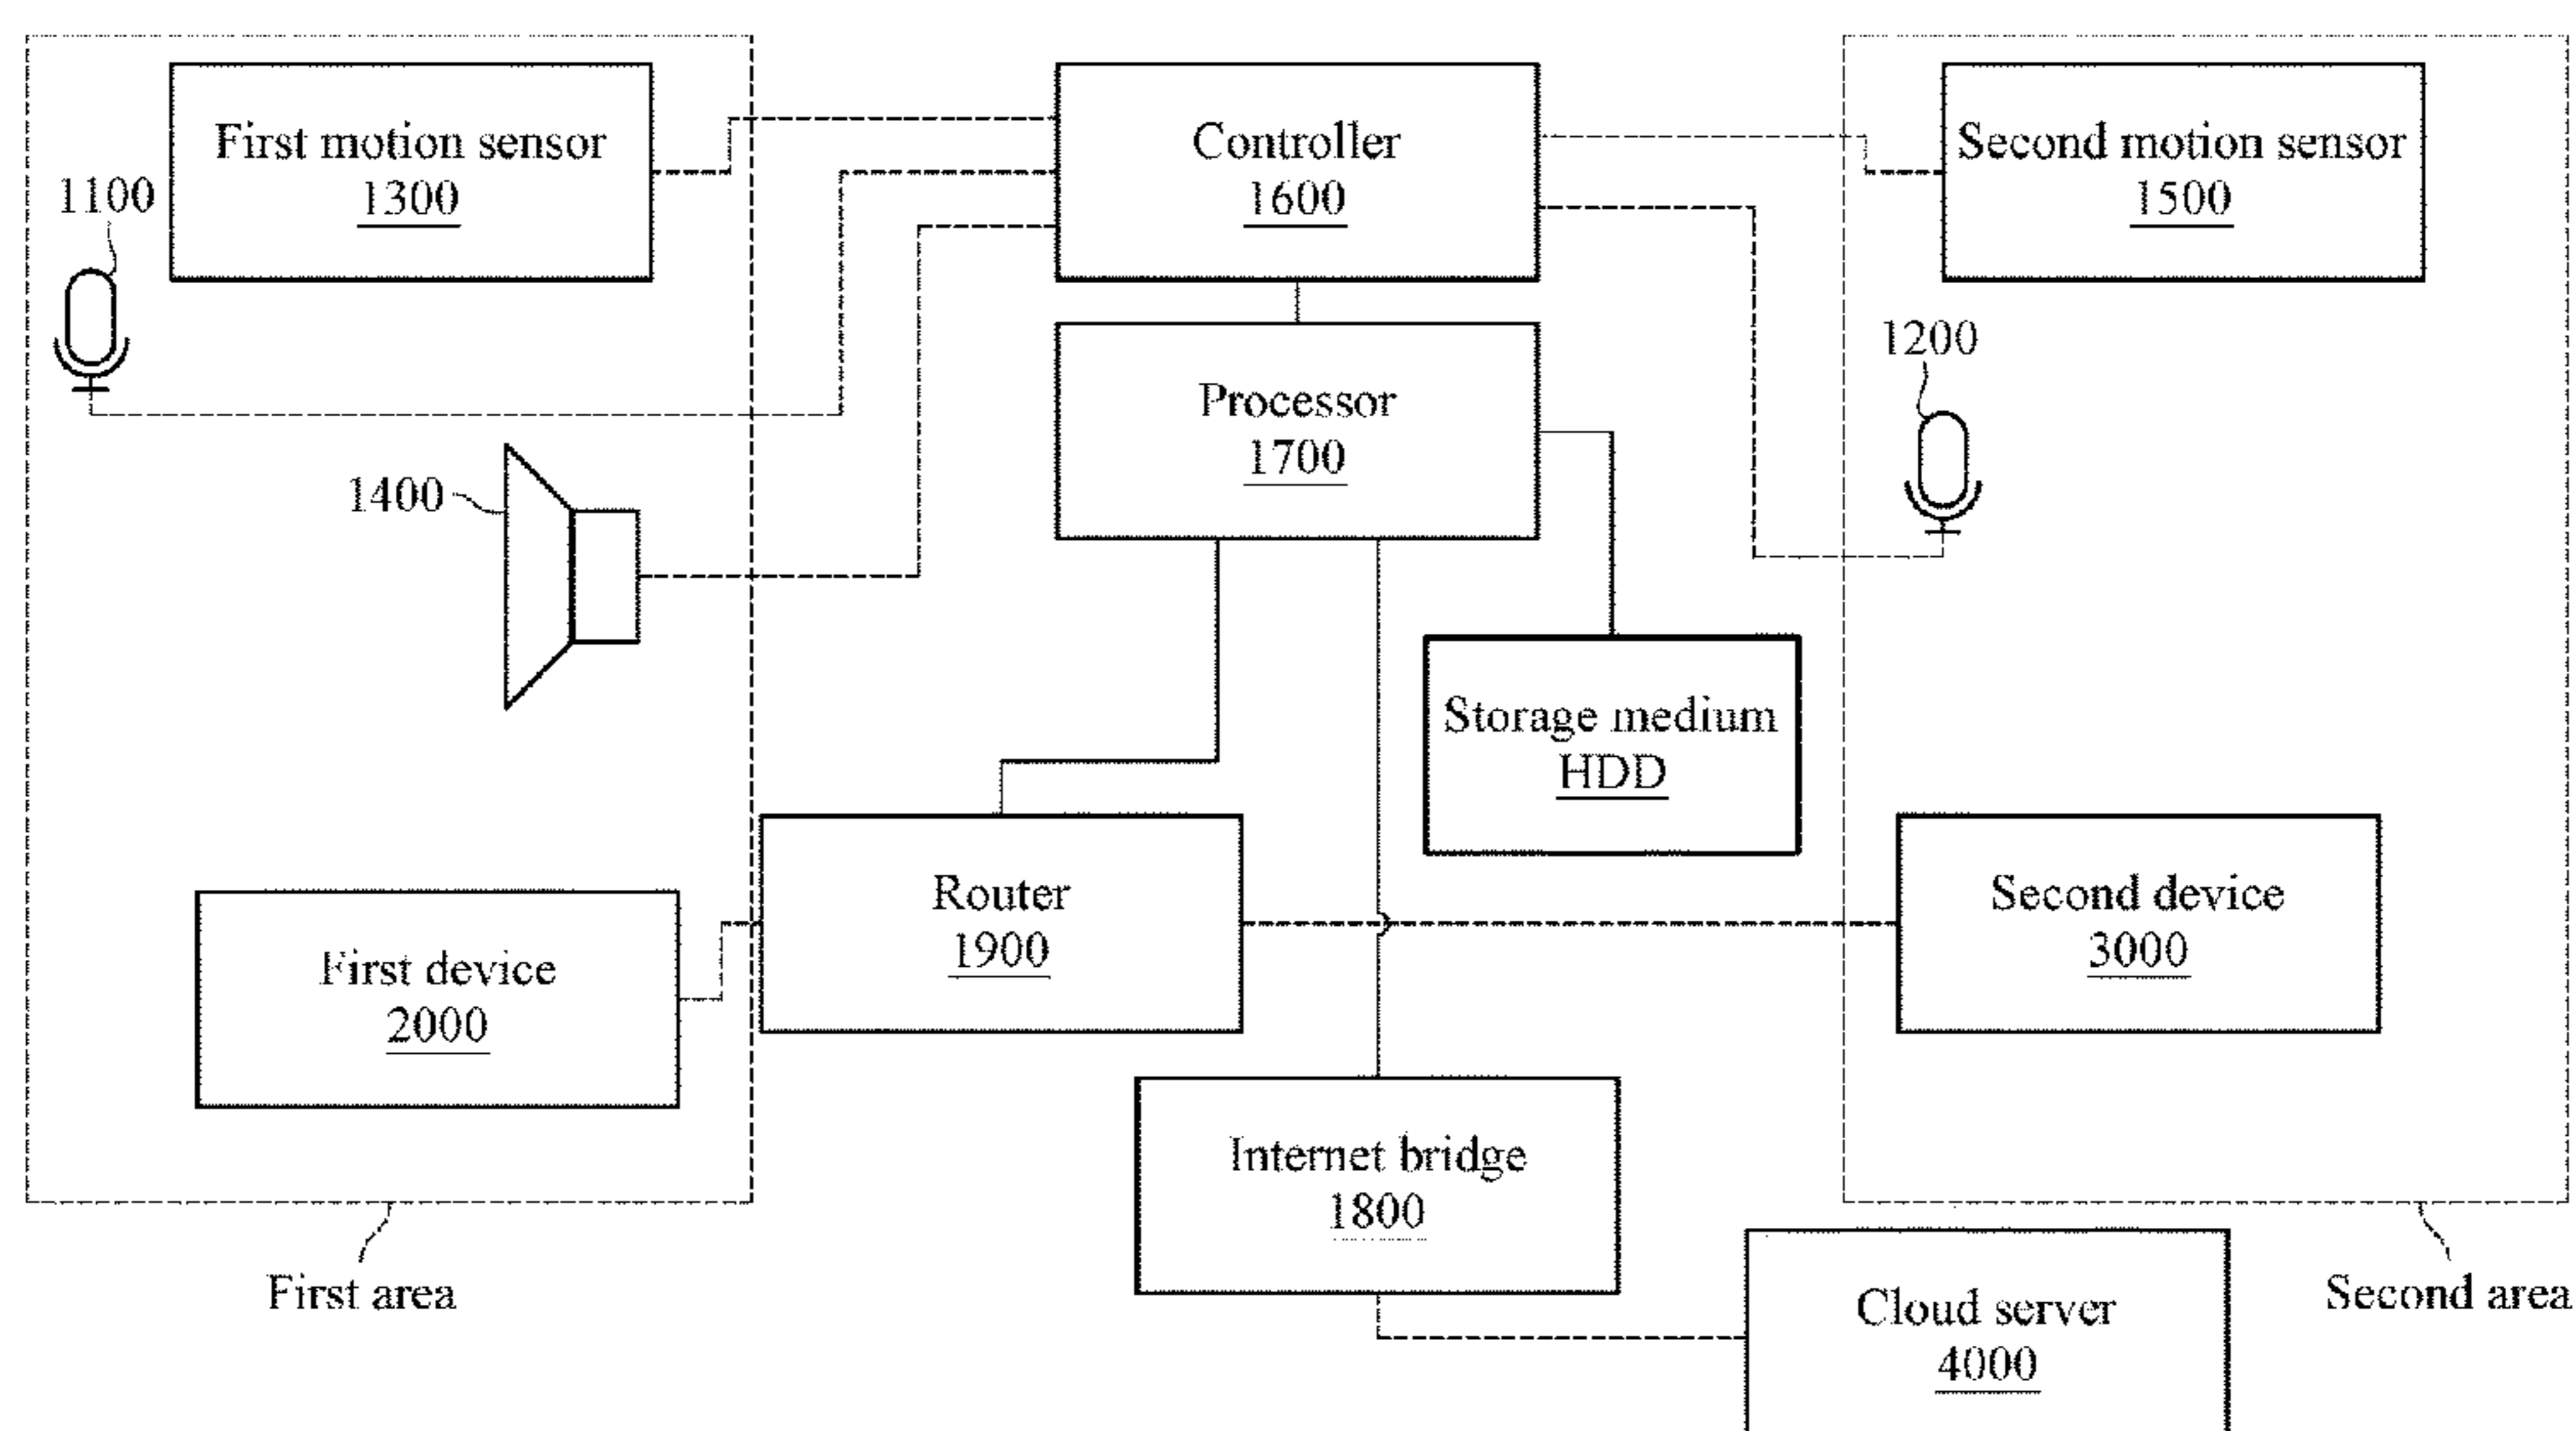 First motion sensor
1300
Controller
1600
Second motion sensor
1500
1100
1200
Processor
1700
1400
Storage medium
HDD
Router
1900
Second device
3000
First device
2000
Internet bridge
1800
First area
Second area
Cloud server
4000